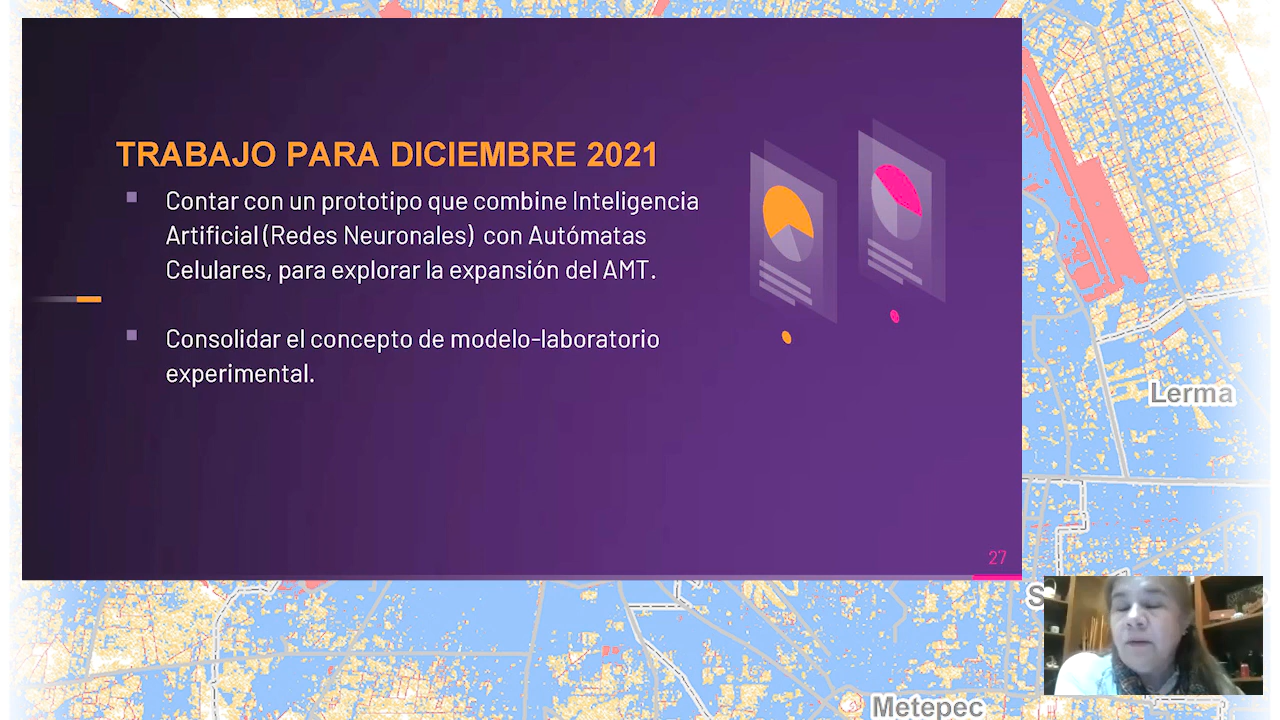 TRABAJO PARA DICIEMBRE 2021
Contar con un prototipo que combine Inteligencia
Artificial (Redes Neuronales) con Autómatas
Celulares, para explorar la expansión del AMT.
Consolidar el concepto de modelo-laboratorio
experimental.
27
Lerma
Metepec